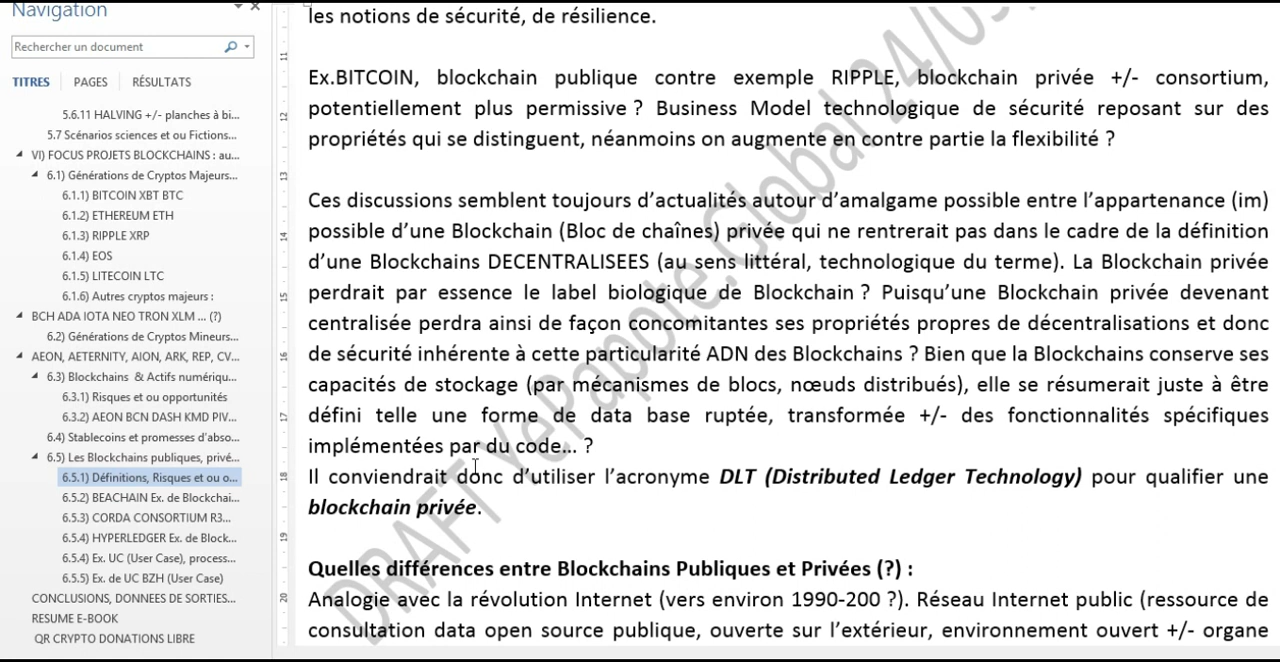 Navigation
Rechercher un document
TITRES PAGES RÉSULTATS
5.6.11 HALVING +/- planches à bi...
5.7 Scénarios sciences et ou Fictions...
VI) FOCUS PROJETS BLOCKCHAINS : au...
6.1) Générations de Cryptos Majeurs...
6.1.1) BITCOIN XBT BTC
6.1.2) ETHEREUM ETH
6.1.3) RIPPLE XRP
6.1.4) EOS
6.1.5) LITECOIN LTC
6.1.6) Autres cryptos majeurs :
BCH ADA IOTA NEO TRON XLM ... (?)
6.2) Générations de Cryptos Mineurs...
AEON, AETERNITY, AION, ARK, REP, CV...
6.3) Blockchains & Actifs numériqu...
6.3.1) Risques et ou opportunités
6.3.2) AEON BCN DASH KMD PIV...
6.4) Stablecoins et promesses d'abso...
6.5) Les Blockchains publiques, privé...
6.5.1) Définitions, Risques et ou o...
6.5.2) BEACHAIN Ex. de Blockchai...
6.5.3) CORDA CONSORTIUM R3...
6.5.4) HYPERLEDGER Ex. de Block...
6.5.4) Ex. UC (User Case), process...
6.5.5) Ex. de UC BZH (User Case)
CONCLUSIONS, DONNEES DE SORTIES...
RESUME E-BOOK
QR CRYPTO DONATIONS LIBRE
11
12
13
14
15
16
17
18
19
20
les notions de sécurité, de résilience.
Ex.BITCOIN, blockchain publique contre exemple RIPPLE, blockchain privée +/- consortium,
potentiellement plus permissive ? Business Model technologique de sécurité reposant sur des
propriétés qui se distinguent, néanmoins on augmente en contre partie la flexibilité ?
Ces discussions semblent toujours d’actualités autour d’amalgame possible entre l’appartenance (im)
possible d’une Blockchain (Bloc de chaînes) privée qui ne rentrerait pas dans le cadre de la définition
d’une Blockchains DECENTRALISEES (au sens littéral, technologique du terme). La Blockchain privée
perdrait par essence le label biologique de Blockchain ? Puisqu’une Blockchain privée devenant
centralisée perdra ainsi de façon concomitantes ses propriétés propres de décentralisations et donc
de sécurité inhérente à cette particularité ADN des Blockchains ? Bien que la Blockchains conserve ses
capacités de stockage (par mécanismes de blocs, nœuds distribués), elle se résumerait juste à être
défini telle une forme de data base ruptée, transformée +/- des fonctionnalités spécifiques
implémentées par du code... ?
Il conviendrait donc d’utiliser l’acronyme DLT (Distributed Ledger Technology) pour qualifier une
blockchain privée.
Quelles différences entre Blockchains Publiques et Privées (?) :
Analogie avec la révolution Internet (vers environ 1990-200 ?). Réseau Internet public (ressource de
consultation data open source publique, ouverte sur l’extérieur, environnement ouvert +/- organe
DRAFT YePapote.Global 24/0